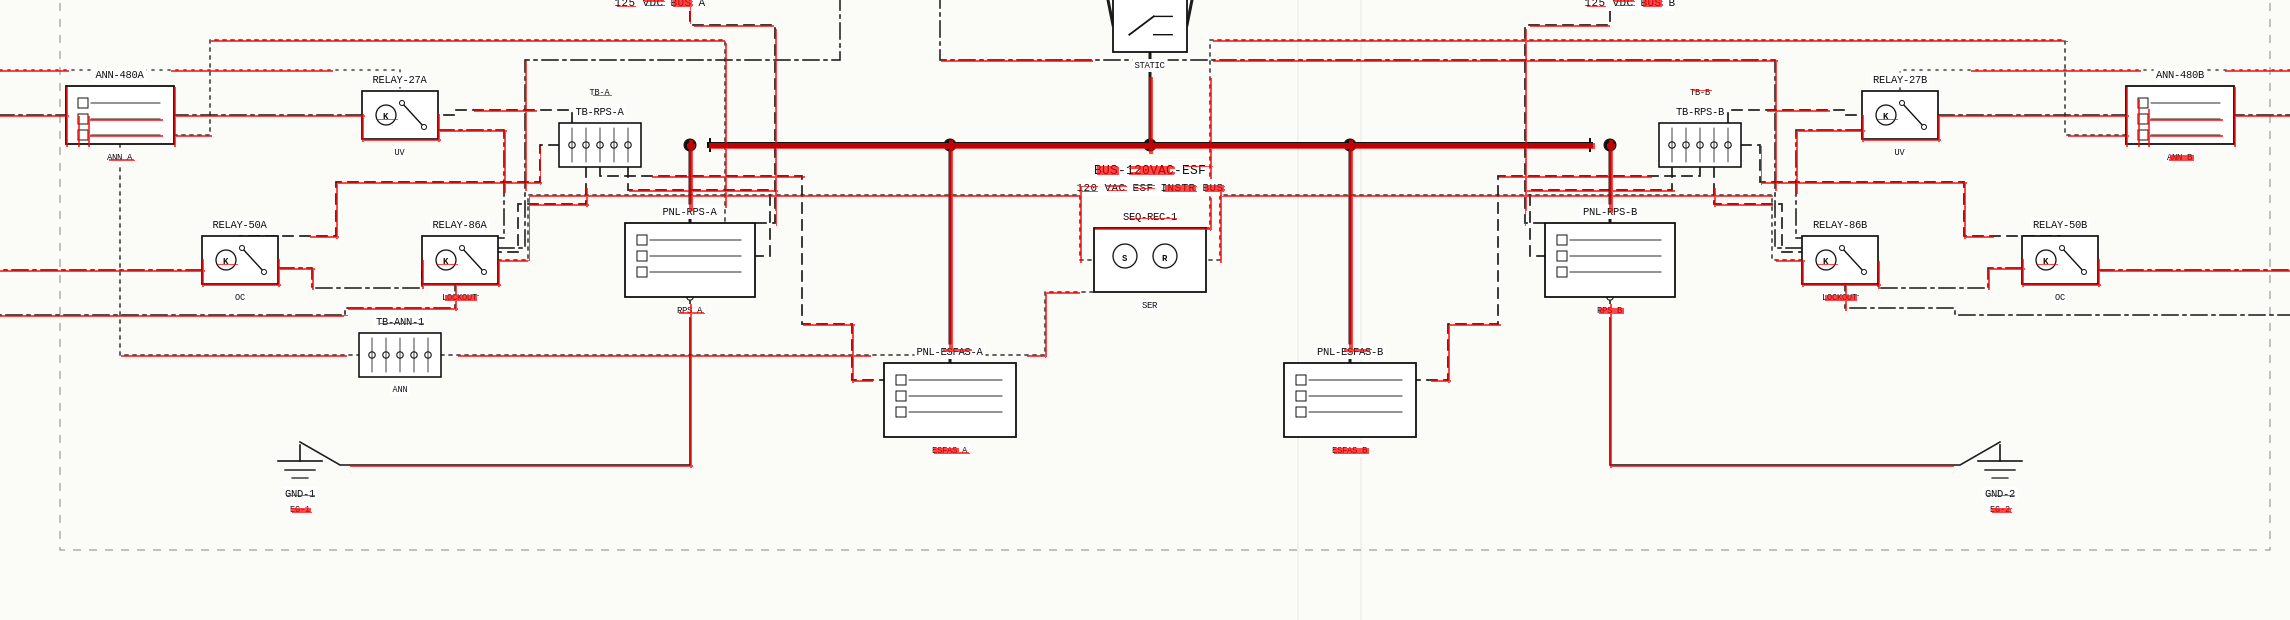 125 VDC BUS A
125 VDC BUS B
STATIC
ANN-480A
RELAY-27A
TB-A
TB-RPS-A
TB-B
TB-RPS-B
RELAY-27B
ANN-480B
K
K
ANN A
UV
UV
ANN B
BUS-120VAC-ESF
120 VAC ESF INSTR BUS
RELAY-50A
RELAY-86A
PNL-RPS-A
SEQ-REC-1
PNL-RPS-B
RELAY-86B
RELAY-50B
K
K
S
R
K
K
OC
LOCKOUT
RPS A
SER
RPS B
LOCKOUT
OC
TB-ANN-1
ANN
PNL-ESFAS-A
PNL-ESFAS-B
ESFAS A
ESFAS B
GND-1
EG-1
GND-2
EG-2